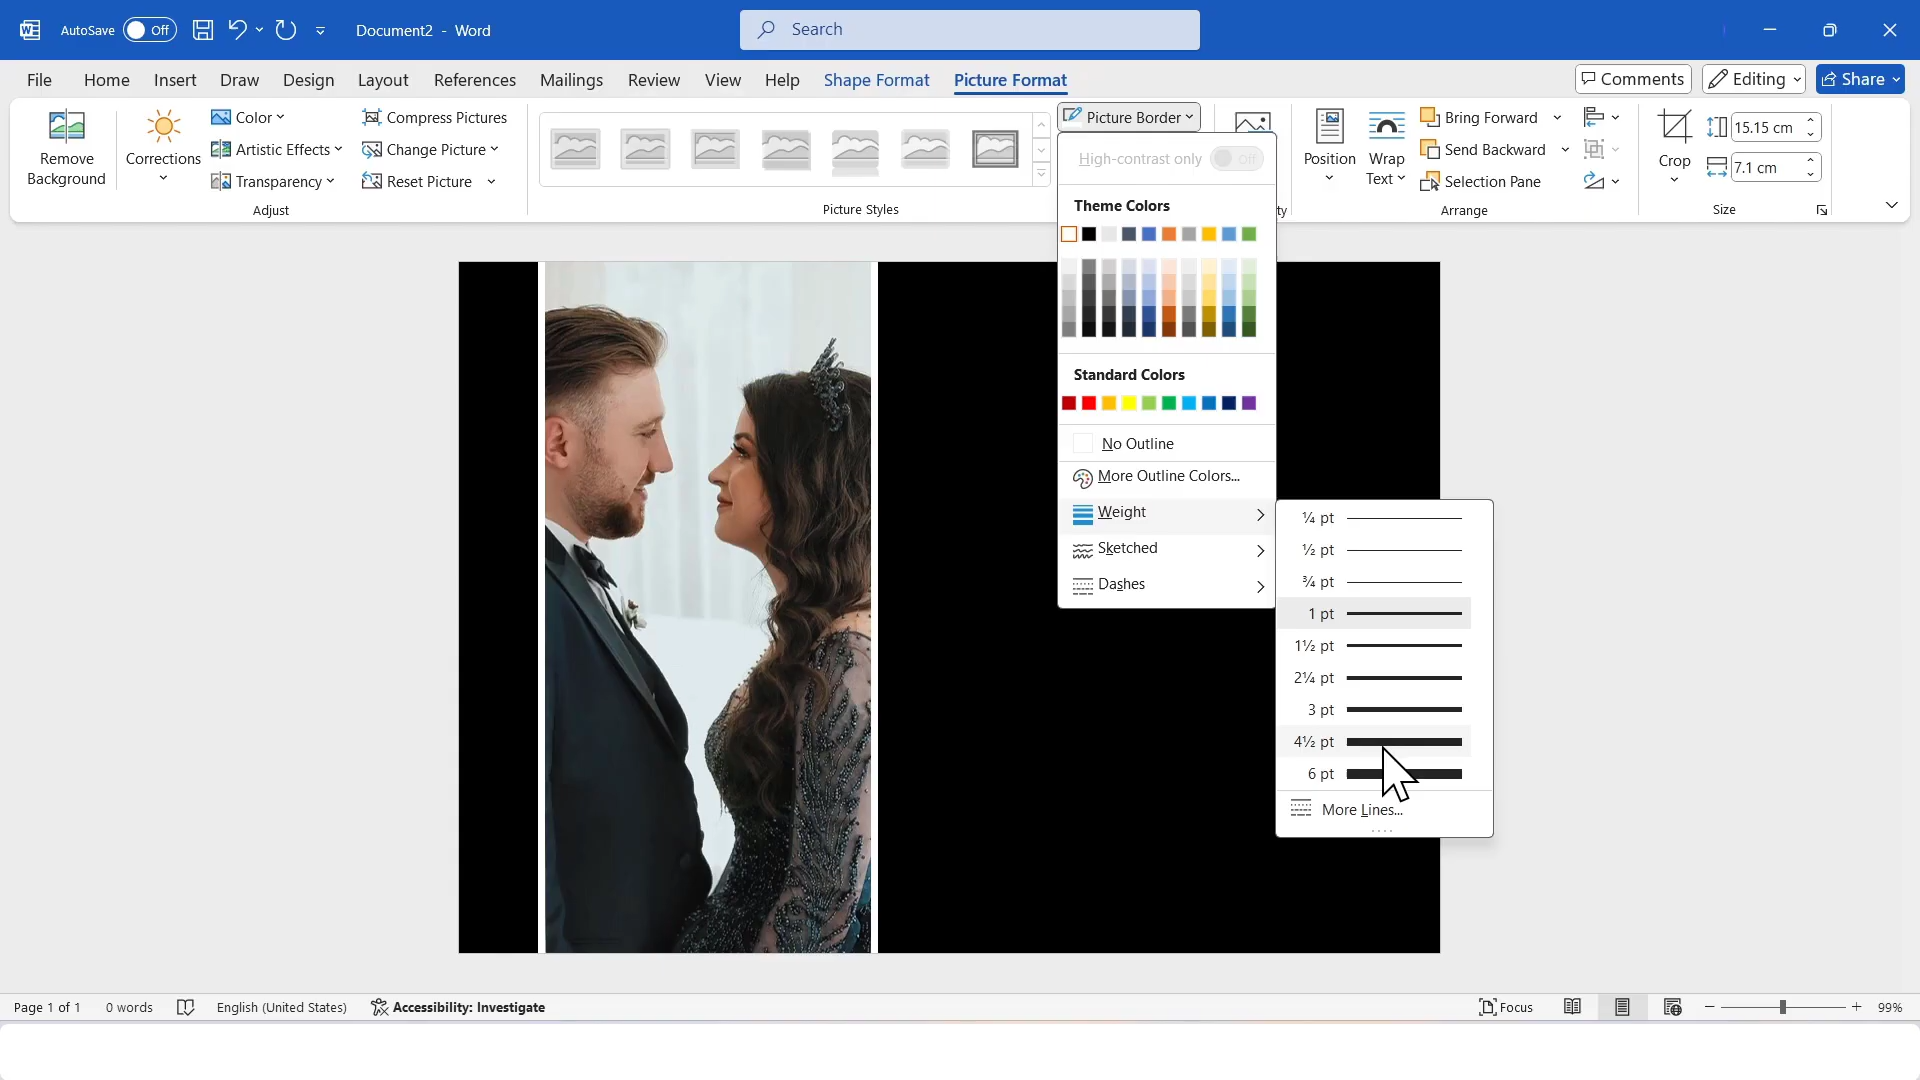 AutoSave Off Document2 - Word Search
File Home Insert Draw Design Layout References Mailings Review View Help Shape Format Picture Format Comments Editing Share
Remove Background
Corrections
Color
Artistic Effects
Transparency
Compress Pictures
Change Picture
Reset Picture
Adjust
Picture Styles
Picture Border
High-contrast only Off
Theme Colors
Standard Colors
No Outline
More Outline Colors...
Weight
Sketched
Dashes
¼ pt
½ pt
¾ pt
1 pt
1½ pt
2¼ pt
3 pt
4½ pt
6 pt
More Lines...
ty
Position
Wrap Text
Bring Forward
Send Backward
Selection Pane
Arrange
Crop
15.15 cm
7.1 cm
Size
Page 1 of 1 0 words English (United States) Accessibility: Investigate Focus 99%